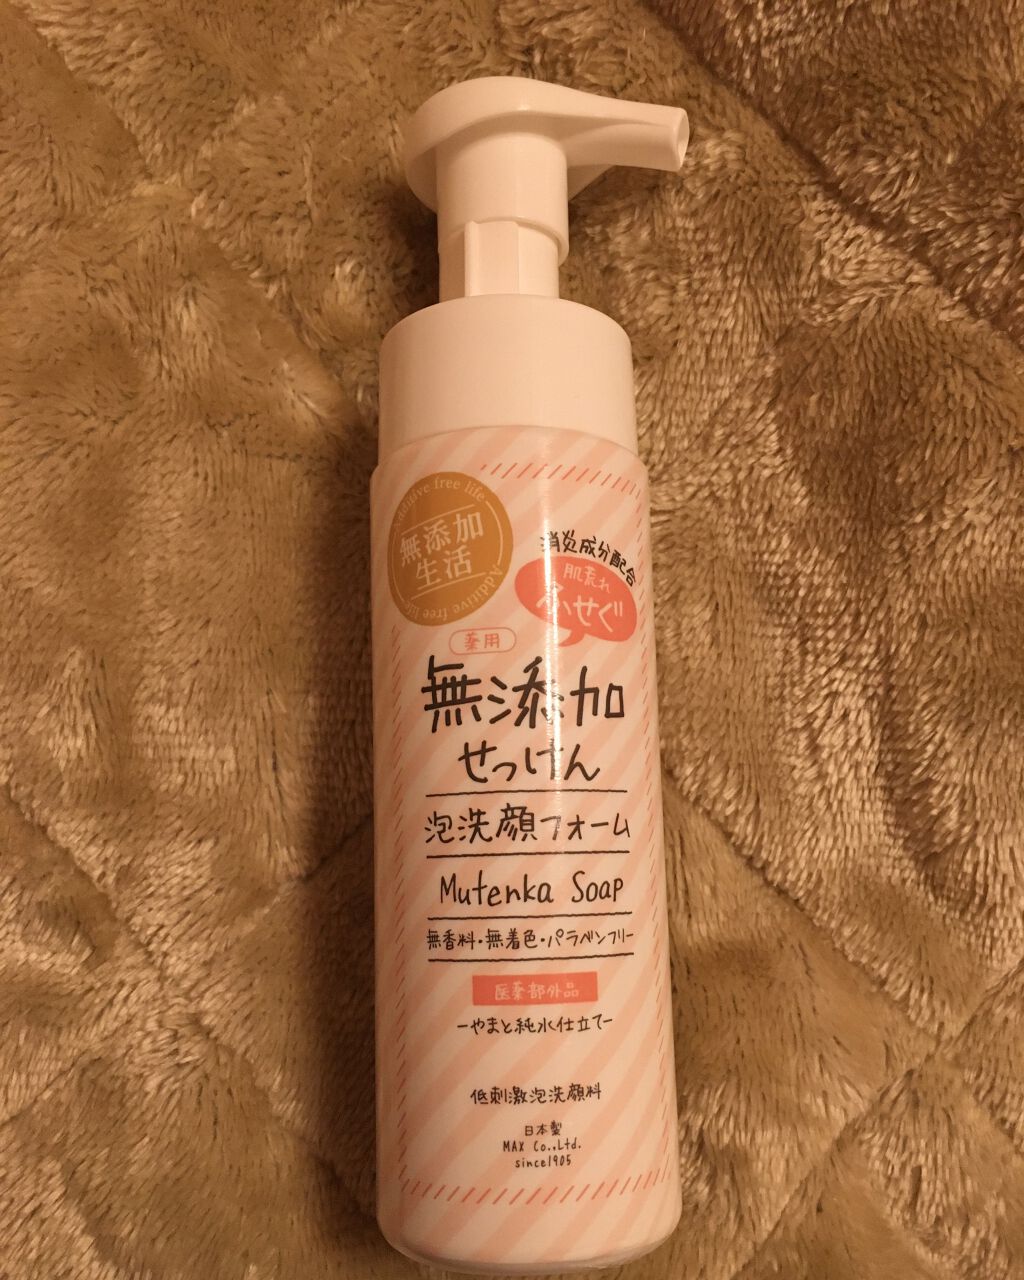 Additive free life
無添加
生活
Additive free life
消炎成分配合
肌荒れ
ふせぐ
薬用
無添加
せっけん
泡洗顔フォーム
Mutenka Soap
無香料・無着色・パラベンフリー
医薬部外品
ーやまと純水仕立てー
低刺激泡洗顔料
日本製
MAX Co.,Ltd.
since1905